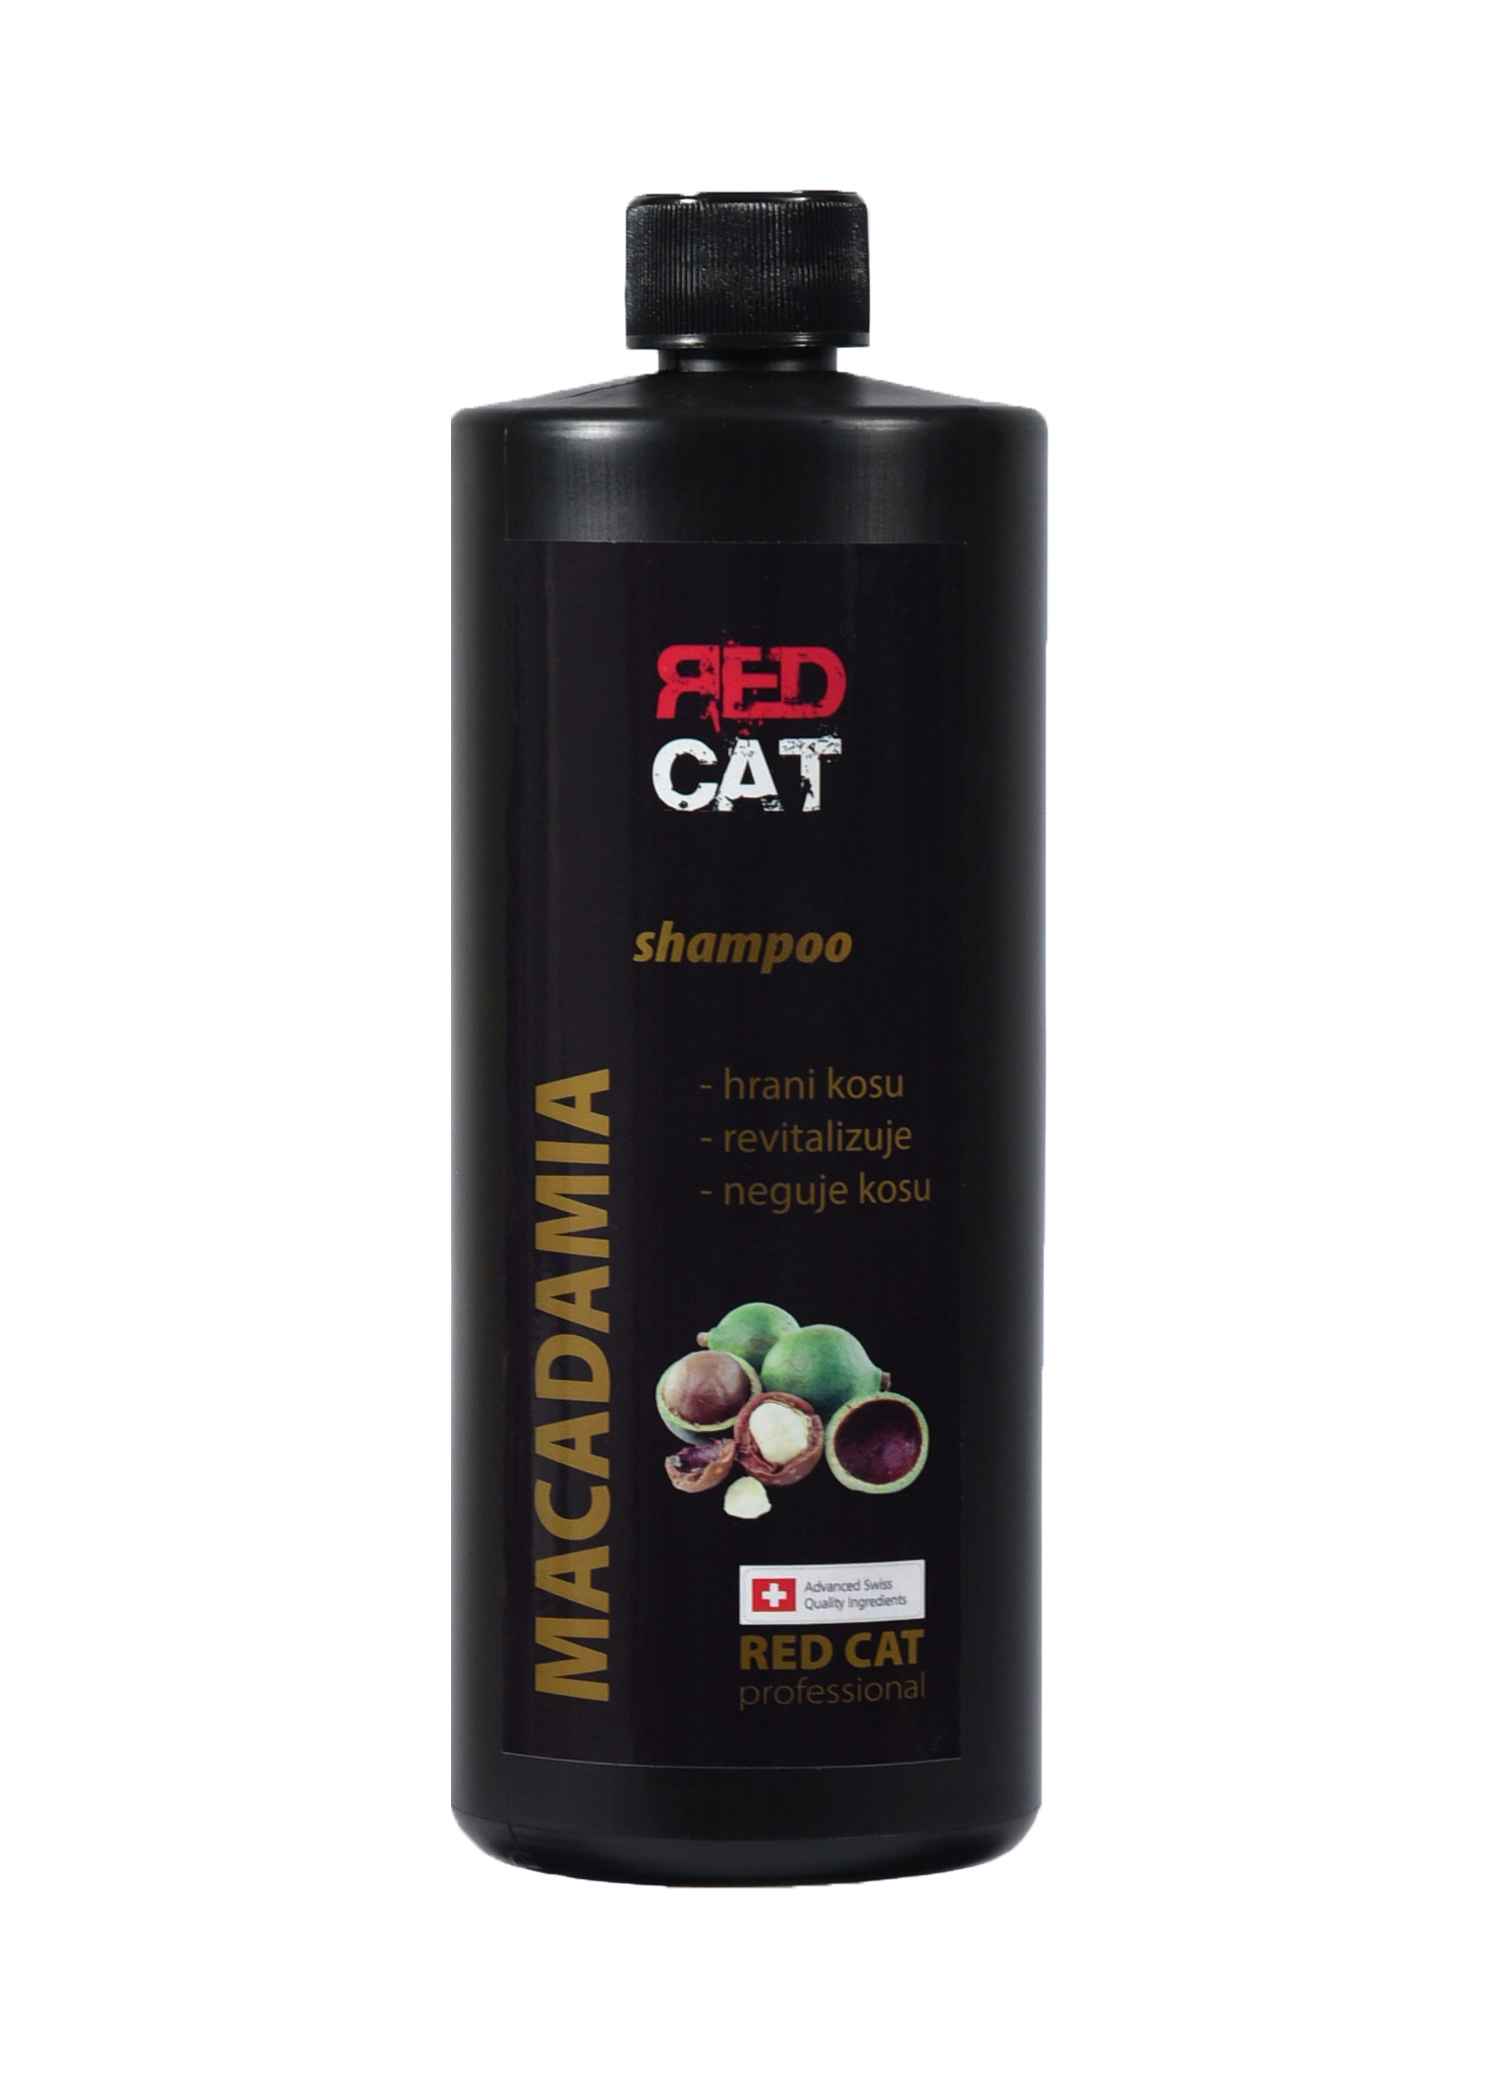 RED
CAT
shampoo
- hrani kosu
- revitalizuje
- neguje kosu
MACADAMIA
Advanced Swiss
Quality Ingredients
RED CAT
professional